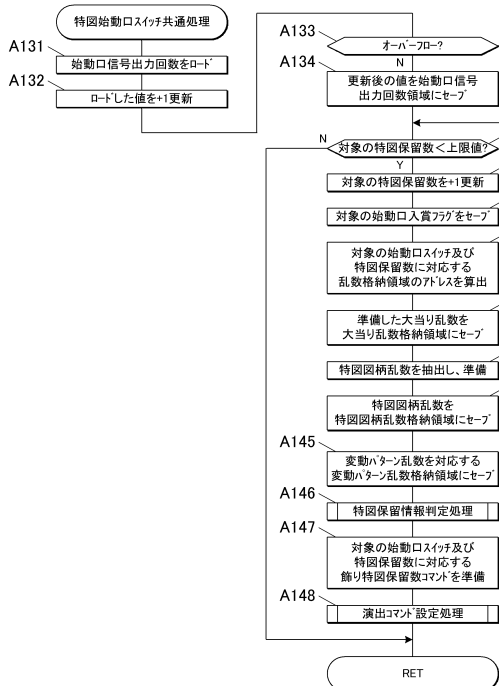 特図始動口スイッチ共通処理
A131
始動口信号出力回数をロード
A132
ロードした値を+1更新
A133
オーバーフロー?
N
A134
更新後の値を始動口信号
出力回数領域にセーブ
対象の特図保留数<上限値?
N
Y
対象の特図保留数を+1更新
対象の始動口入賞フラグをセーブ
対象の始動口スイッチ及び
特図保留数に対応する
乱数格納領域のアドレスを算出
準備した大当り乱数を
大当り乱数格納領域にセーブ
特図図柄乱数を抽出し、準備
特図図柄乱数を
特図図柄乱数格納領域にセーブ
A145
変動パターン乱数を対応する
変動パターン乱数格納領域にセーブ
A146
特図保留情報判定処理
A147
対象の始動口スイッチ及び
特図保留数に対応する
飾り特図保留数コマンドを準備
A148
演出コマンド設定処理
RET